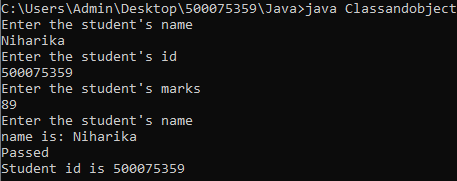 C:\Users\Admin\Desktop\500075359\Java>java Classandobject
Enter the student's name
Niharika
Enter the student's id
500075359
Enter the student's marks
89
Enter the student's name
name is: Niharika
Passed
Student id is 500075359